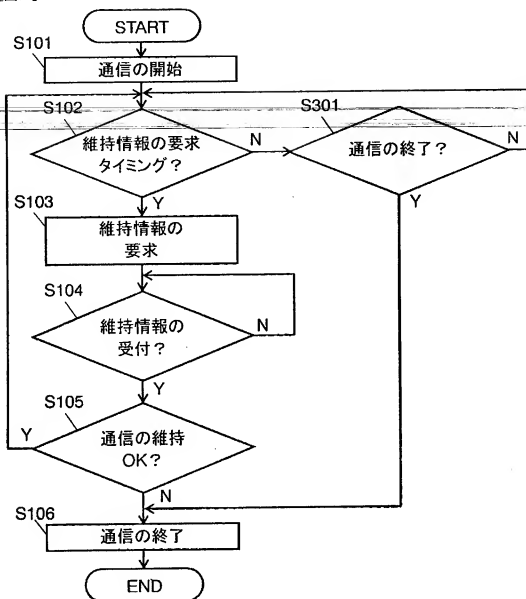 START
S101
通信の開始
S102
維持情報の要求
タイミング？
N
S301
通信の終了？
N
Y
Y
S103
維持情報の
要求
S104
維持情報の
受付？
N
Y
S105
Y
通信の維持
OK？
N
S106
通信の終了
END